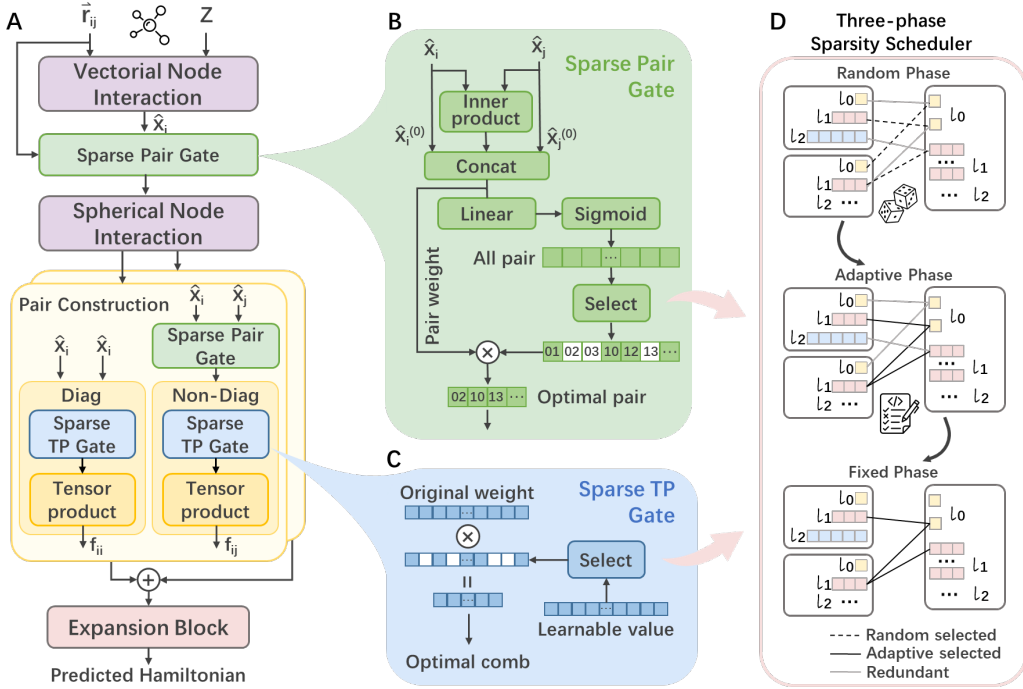 A
r⃗ij
Z
Vectorial Node
Interaction
x̂i
Sparse Pair Gate
Spherical Node
Interaction
Pair Construction
x̂i
x̂j
Sparse Pair
Gate
x̂i
x̂i
Diag
Non-Diag
Sparse
TP Gate
Sparse
TP Gate
Tensor
product
Tensor
product
fii
fij
+
Expansion Block
Predicted Hamiltonian
B
x̂i
x̂j
Sparse Pair
Gate
Inner
product
x̂i(0)
x̂j(0)
Concat
Linear
Sigmoid
All pair
...
Pair weight
Select
×
01 02 03 10 12 13 ...
02 10 13 ...
Optimal pair
C
Original weight
Sparse TP
Gate
...
×
...
Select
=
...
...
Learnable value
Optimal comb
D
Three-phase
Sparsity Scheduler
Random Phase
l0
l1
l2
l0
l1
l2 ...
l0
...
l1
... l2
</>
Adaptive Phase
l0
l1
l2
l0
l1
l2 ...
l0
...
l1
... l2
Fixed Phase
l0
l1
l2
l0
l1
l2 ...
l0
...
l1
... l2
Random selected
Adaptive selected
Redundant